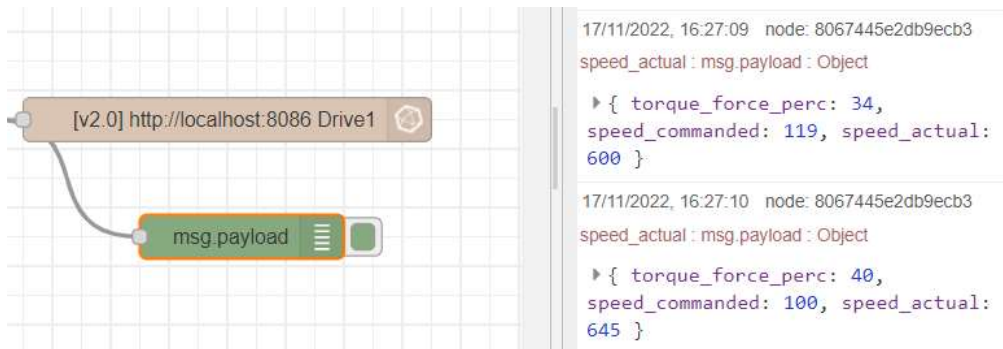 [v2.0] http://localhost:8086 Drive1
msg.payload
17/11/2022, 16:27:09 node: 8067445e2db9ecb3
speed_actual : msg.payload : Object
{ torque_force_perc: 34,
speed_commanded: 119, speed_actual:
600 }
17/11/2022, 16:27:10 node: 8067445e2db9ecb3
speed_actual : msg.payload : Object
{ torque_force_perc: 40,
speed_commanded: 100, speed_actual:
645 }